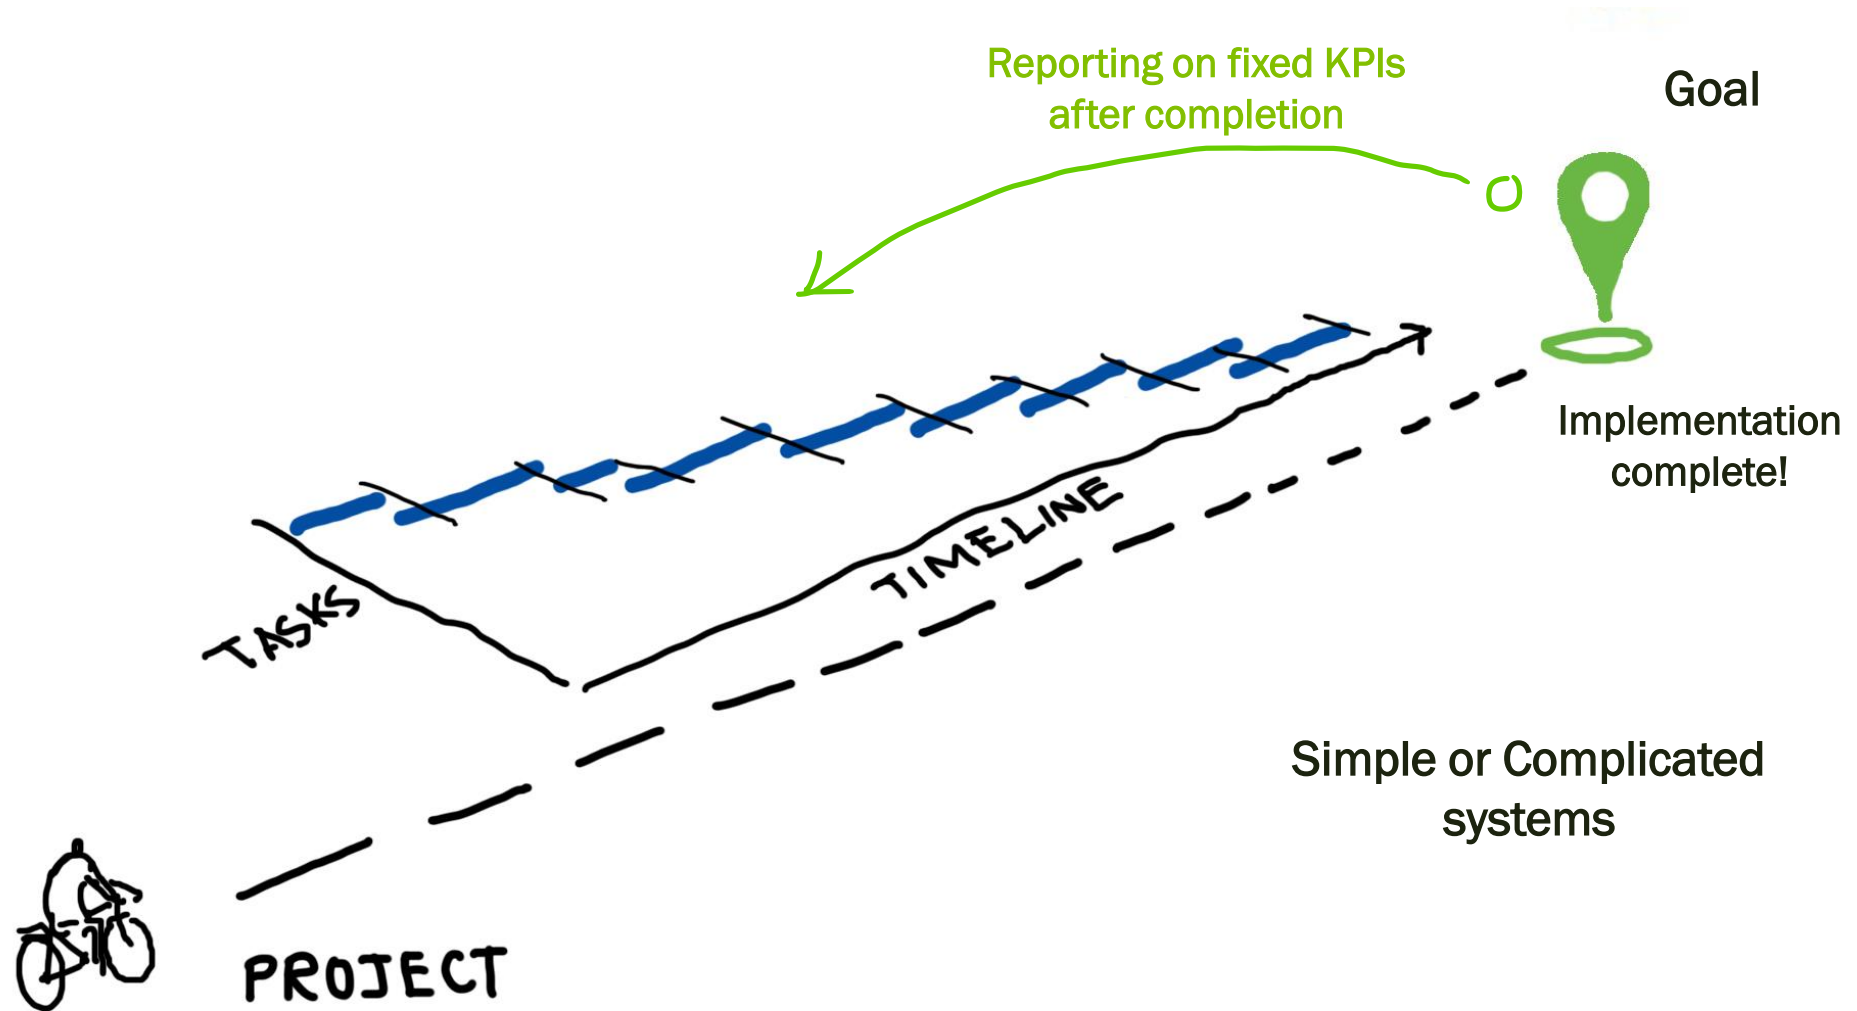 Reporting on fixed KPIs
after completion
Goal
Implementation
complete!
TIMELINE
TASKS
Simple or Complicated
systems
PROJECT